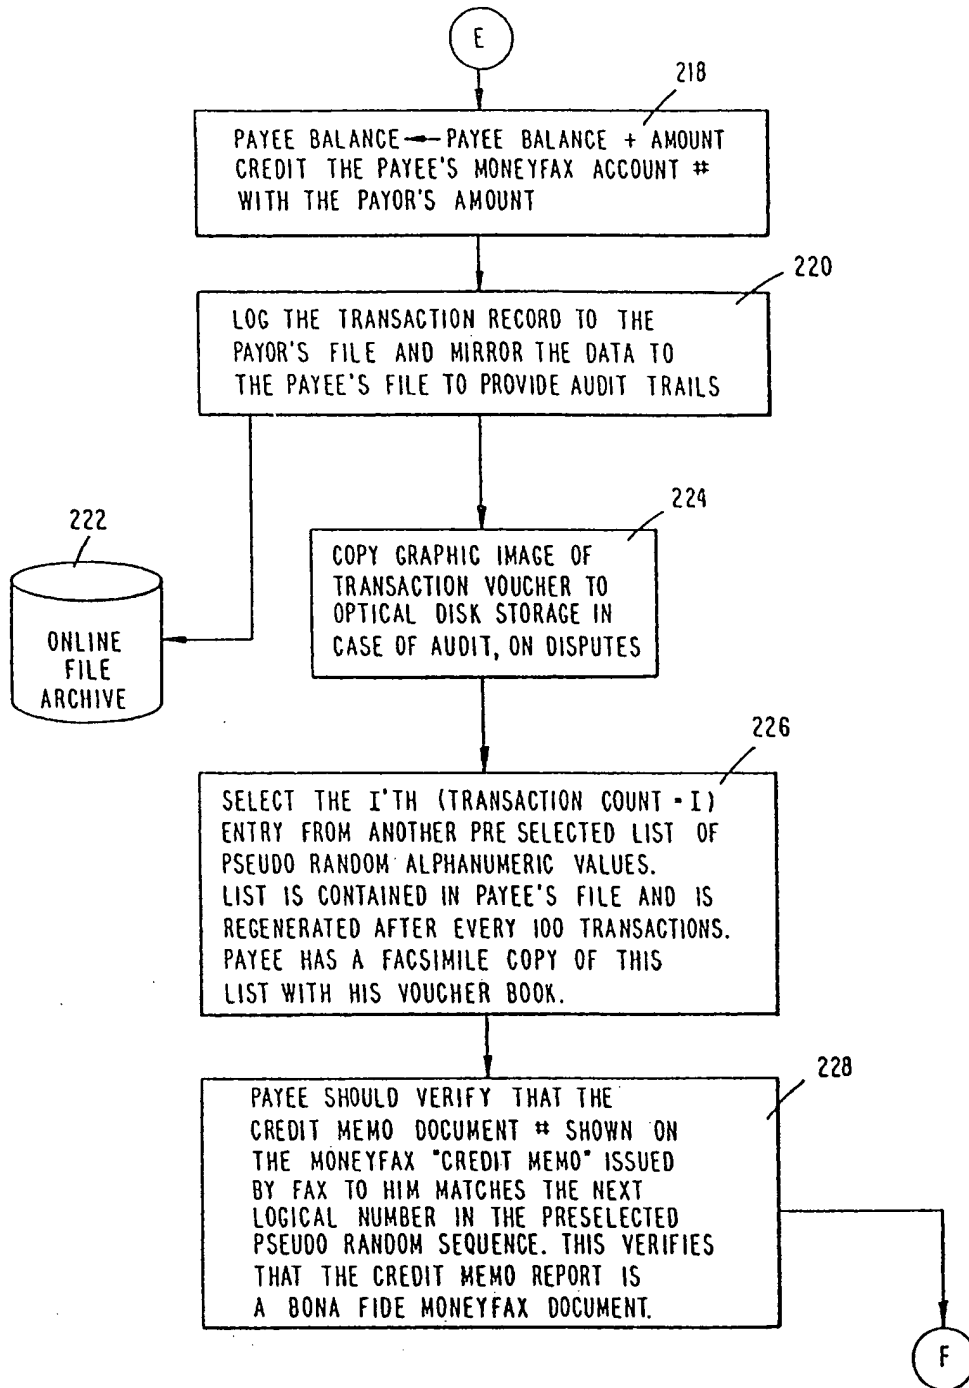 E
218
PAYEE BALANCE ← PAYEE BALANCE + AMOUNT
CREDIT THE PAYEE'S MONEYFAX ACCOUNT #
WITH THE PAYOR'S AMOUNT
220
LOG THE TRANSACTION RECORD TO THE
PAYOR'S FILE AND MIRROR THE DATA TO
THE PAYEE'S FILE TO PROVIDE AUDIT TRAILS
222
ONLINE
FILE
ARCHIVE
224
COPY GRAPHIC IMAGE OF
TRANSACTION VOUCHER TO
OPTICAL DISK STORAGE IN
CASE OF AUDIT, ON DISPUTES
226
SELECT THE I'TH (TRANSACTION COUNT - I)
ENTRY FROM ANOTHER PRE SELECTED LIST OF
PSEUDO RANDOM ALPHANUMERIC VALUES.
LIST IS CONTAINED IN PAYEE'S FILE AND IS
REGENERATED AFTER EVERY 100 TRANSACTIONS.
PAYEE HAS A FACSIMILE COPY OF THIS
LIST WITH HIS VOUCHER BOOK.
228
PAYEE SHOULD VERIFY THAT THE
CREDIT MEMO DOCUMENT # SHOWN ON
THE MONEYFAX "CREDIT MEMO" ISSUED
BY FAX TO HIM MATCHES THE NEXT
LOGICAL NUMBER IN THE PRESELECTED
PSEUDO RANDOM SEQUENCE. THIS VERIFIES
THAT THE CREDIT MEMO REPORT IS
A BONA FIDE MONEYFAX DOCUMENT.
F